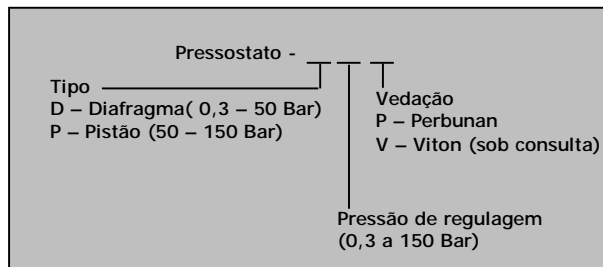 Pressostato -
Tipo
D – Diafragma( 0,3 – 50 Bar)
P – Pistão (50 – 150 Bar)
Vedação
P – Perbunan
V – Viton (sob consulta)
Pressão de regulagem
(0,3 a 150 Bar)